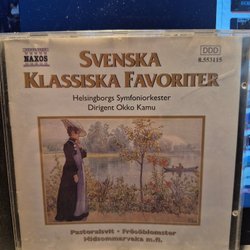 NAXOS
DDD
8.553115
SVENSKA
KLASSISKA FAVORITER
Helsingborgs Symfoniorkester
Dirigent Okko Kamu
Pastoralsvit • Frösöblomster
Midsommarvaka m.fl.